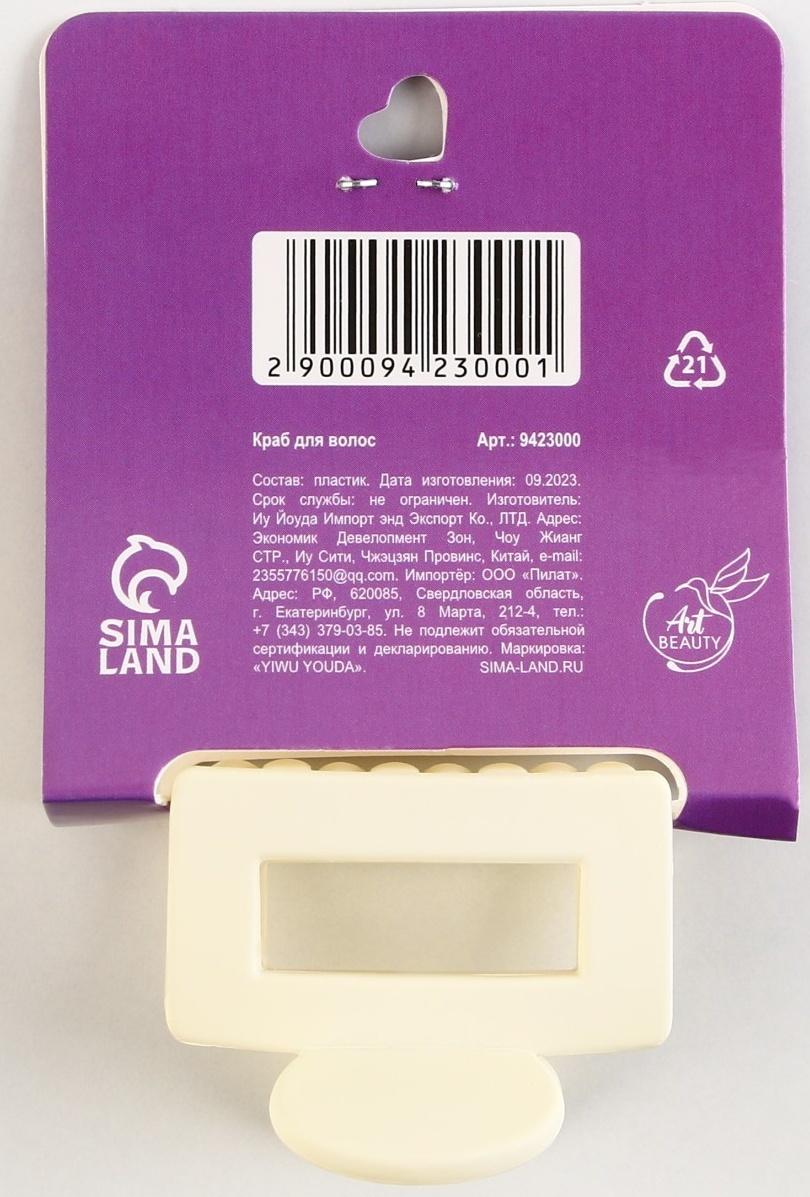 2 900094 230001
21
Краб для волос Арт.: 9423000
Состав: пластик. Дата изготовления: 09.2023.
Срок службы: не ограничен. Изготовитель:
Иу Йоуда Импорт энд Экспорт Ко., ЛТД. Адрес:
Экономик Девелопмент Зон, Чоу Жианг
СТР., Иу Сити, Чжэцзян Провинс, Китай, e-mail:
2355776150@qq.com. Импортёр: ООО «Пилат».
Адрес: РФ, 620085, Свердловская область,
г. Екатеринбург, ул. 8 Марта, 212-4, тел.:
+7 (343) 379-03-85. Не подлежит обязательной
сертификации и декларированию. Маркировка:
«YIWU YOUDA». SIMA-LAND.RU
SIMA
LAND
Art
BEAUTY